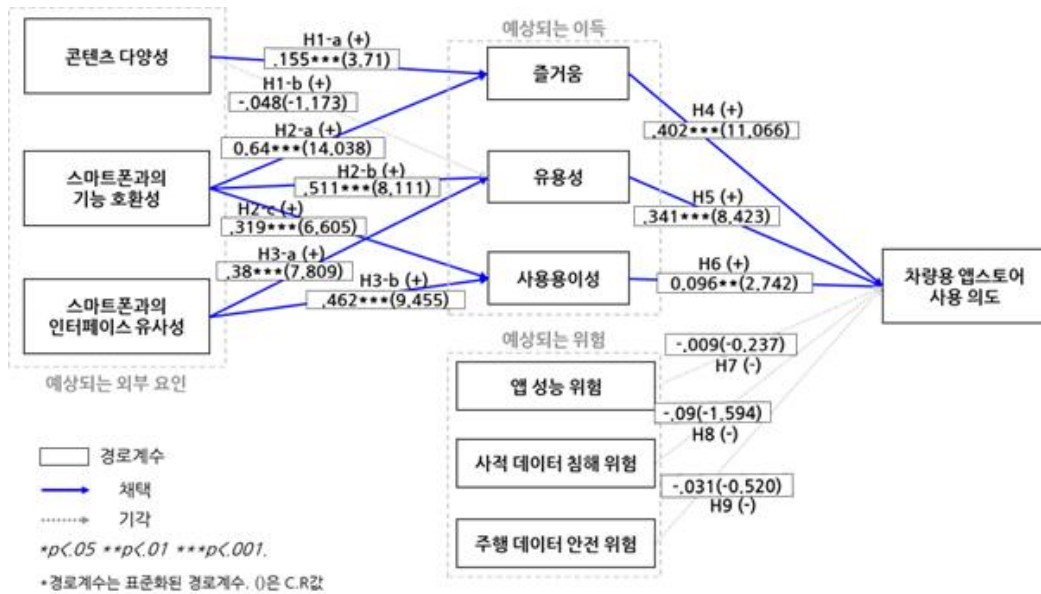 예상되는 이득
콘텐츠 다양성
H1-a (+)
.155***(3.71)
즐거움
H1-b (+)
-.048(-1.173)
H4 (+)
.402***(11.066)
H2-a (+)
0.64***(14.038)
스마트폰과의
기능 호환성
H2-b (+)
.511***(8.111)
유용성
H5 (+)
.341***(8.423)
H2-c (+)
.319***(6.605)
H3-a (+)
.38***(7.809)
H3-b (+)
.462***(9.455)
사용용이성
H6 (+)
0.096**(2.742)
차량용 앱스토어
사용 의도
스마트폰과의
인터페이스 유사성
예상되는 외부 요인
예상되는 위험
-.009(-0.237)
H7 (-)
앱 성능 위험
-.09(-1.594)
H8 (-)
사적 데이터 침해 위험
-.031(-0.520)
H9 (-)
주행 데이터 안전 위험
경로계수
채택
기각
*p<.05 **p<.01 ***p<.001.
*경로계수는 표준화된 경로계수. ()은 C.R값